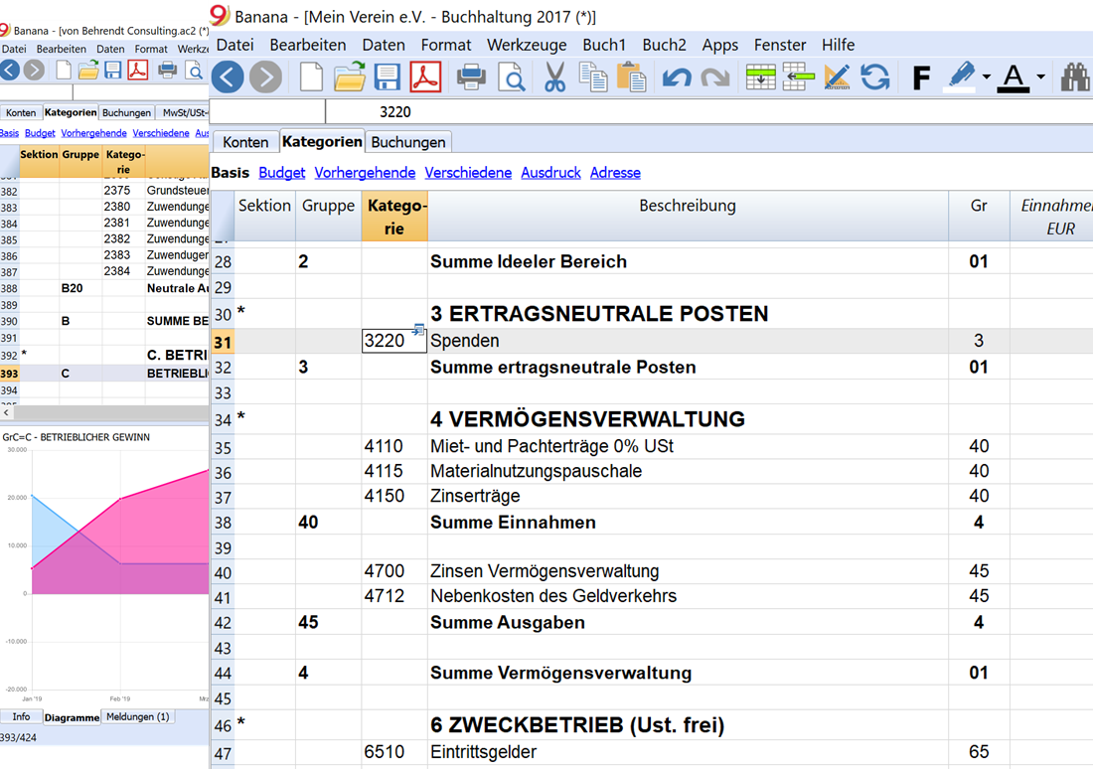 Banana - [von Behrendt Consulting.ac2 (*)
Datei Bearbeiten Daten Format
Konten Kategorien Buchungen MwSt/USt-
Basis Budget Vorhergehende Verschiedene
Sektion Gruppe Katego-
rie
382 2375 Grundsteuer
383 2380 Zuwendunge
384 2381 Zuwendunge
385 2382 Zuwendunge
386 2383 Zuwendugen
387 2384 Zuwendunge
388 B20 Neutrale Au
389
390 B SUMME BE
391
392 * C. BETRI
393 C BETRIEBLI
394
GrC=C - BETRIEBLICHER GEWINN
30.000
20.000
10.000
0
-10.000
-20.000
Jan '19 Feb '19
Info Diagramme Meldungen (1)
393/424
Banana - [Mein Verein e.V. - Buchhaltung 2017 (*)]
Datei Bearbeiten Daten Format Werkzeuge Buch1 Buch2 Apps Fenster Hilfe
F A
3220
Konten Kategorien Buchungen
Basis Budget Vorhergehende Verschiedene Ausdruck Adresse
Sektion Gruppe Katego- Beschreibung Gr Einnahmen
rie EUR
28 2 Summe Ideeler Bereich 01
29
30 * 3 ERTRAGSNEUTRALE POSTEN
31 3220 Spenden 3
32 3 Summe ertragsneutrale Posten 01
33
34 * 4 VERMÖGENSVERWALTUNG
35 4110 Miet- und Pachterträge 0% USt 40
36 4115 Materialnutzungspauschale 40
37 4150 Zinserträge 40
38 40 Summe Einnahmen 4
39
40 4700 Zinsen Vermögensverwaltung 45
41 4712 Nebenkosten des Geldverkehrs 45
42 45 Summe Ausgaben 4
43
44 4 Summe Vermögensverwaltung 01
45
46 * 6 ZWECKBETRIEB (Ust. frei)
47 6510 Eintrittsgelder 65